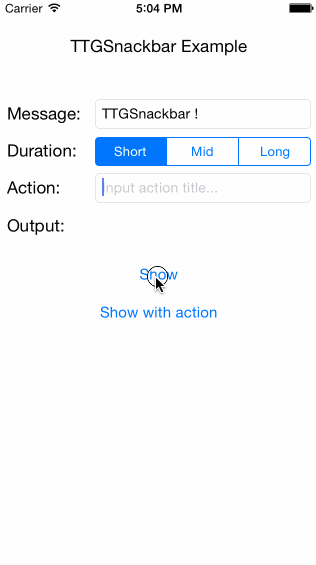 Carrier 5:04 PM
TTGSnackbar Example
Message: TTGSnackbar !
Duration: Short Mid Long
Action: Input action title...
Output:
Show
Show with action